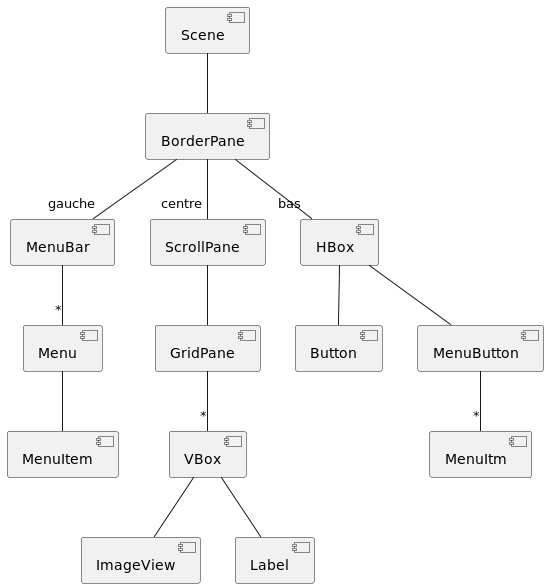 Scene
BorderPane
gauche
centre
bas
MenuBar
ScrollPane
HBox
*
Menu
GridPane
Button
MenuButton
*
*
MenuItem
VBox
MenuItm
ImageView
Label